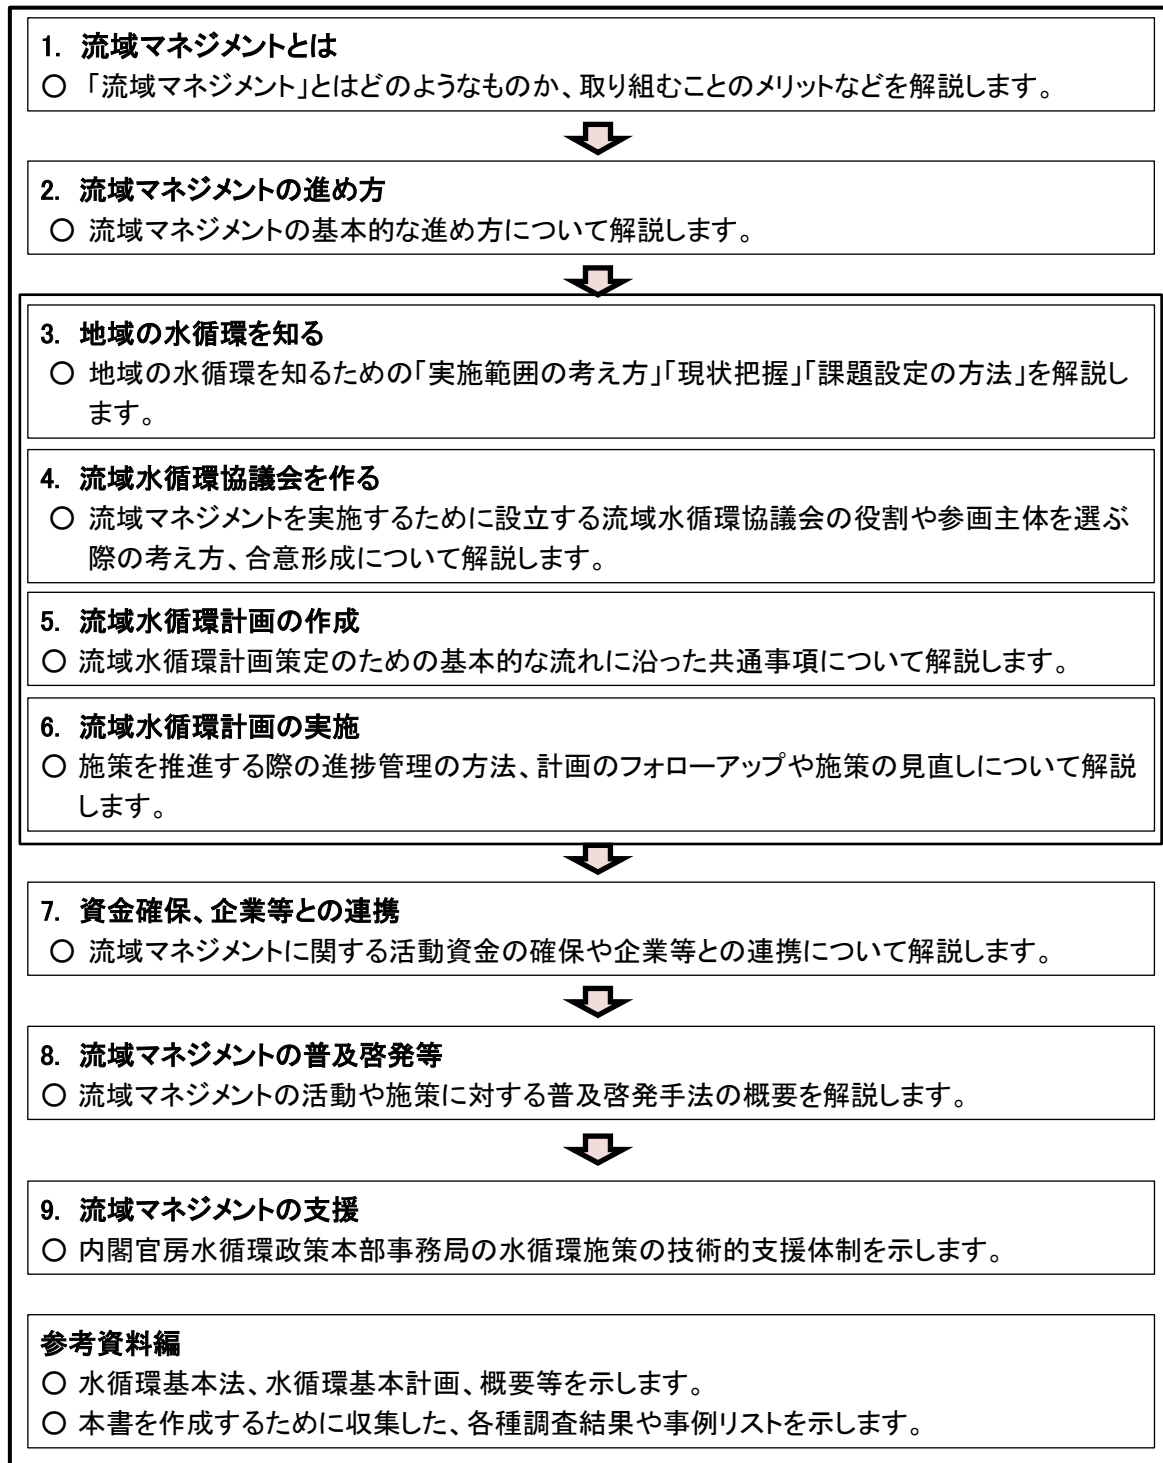 1. 流域マネジメントとは
○ 「流域マネジメント」とはどのようなものか、取り組むことのメリットなどを解説します。
2. 流域マネジメントの進め方
○ 流域マネジメントの基本的な進め方について解説します。
3. 地域の水循環を知る
○ 地域の水循環を知るための「実施範囲の考え方」「現状把握」「課題設定の方法」を解説し
ます。
4. 流域水循環協議会を作る
○ 流域マネジメントを実施するために設立する流域水循環協議会の役割や参画主体を選ぶ
際の考え方、合意形成について解説します。
5. 流域水循環計画の作成
○ 流域水循環計画策定のための基本的な流れに沿った共通事項について解説します。
6. 流域水循環計画の実施
○ 施策を推進する際の進捗管理の方法、計画のフォローアップや施策の見直しについて解説
します。
7. 資金確保、企業等との連携
○ 流域マネジメントに関する活動資金の確保や企業等との連携について解説します。
8. 流域マネジメントの普及啓発等
○ 流域マネジメントの活動や施策に対する普及啓発手法の概要を解説します。
9. 流域マネジメントの支援
○ 内閣官房水循環政策本部事務局の水循環施策の技術的支援体制を示します。
参考資料編
○ 水循環基本法、水循環基本計画、概要等を示します。
○ 本書を作成するために収集した、各種調査結果や事例リストを示します。